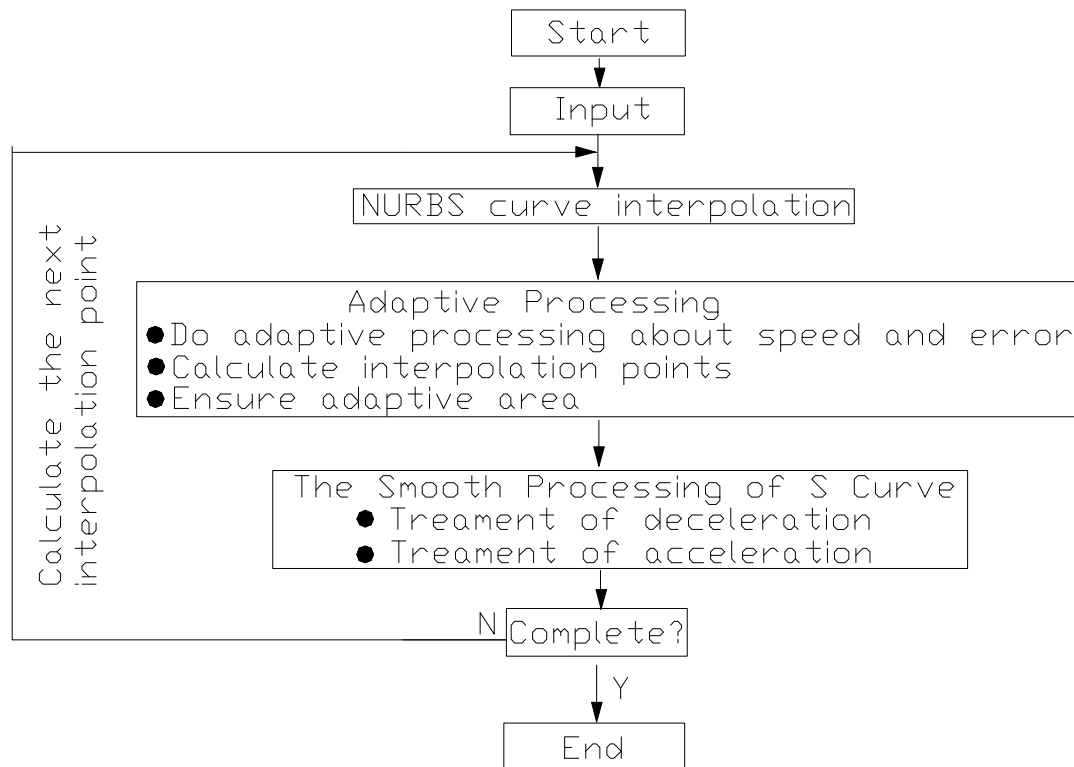 Start
Input
NURBS curve interpolation
Adaptive Processing
●Do adaptive processing about speed and error
●Calculate interpolation points
●Ensure adaptive area
The Smooth Processing of S Curve
● Treament of deceleration
● Treament of acceleration
N
Complete?
Y
End
Calculate the next
interpolation point